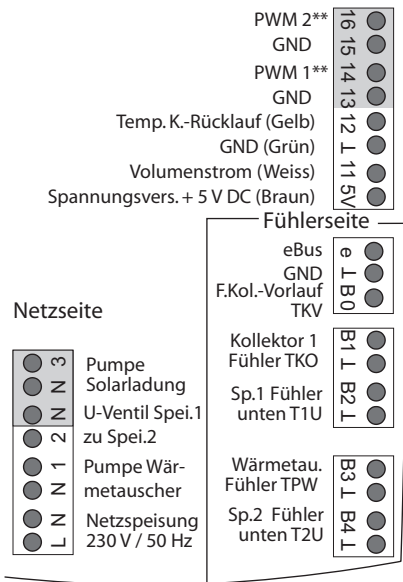 PWM 2** 16
GND 15
PWM 1** 14
GND 13
Temp. K.-Rücklauf (Gelb) 12
GND (Grün) ⊥
Volumenstrom (Weiss) 11
Spannungsvers. + 5 V DC (Braun) 5V
Fühlerseite
eBus e
GND ⊥
F.Kol.-Vorlauf B
TKV 0
Kollektor 1 B1
Fühler TKO ⊥
Sp.1 Fühler B2
unten T1U ⊥
Wärmetau. B3
Fühler TPW ⊥
Sp.2 Fühler B4
unten T2U ⊥
Netzseite
3 Pumpe
N Solarladung
N U-Ventil Spei.1
2 zu Spei.2
1 Pumpe Wär-
N metauscher
N Netzspeisung
L 230 V / 50 Hz